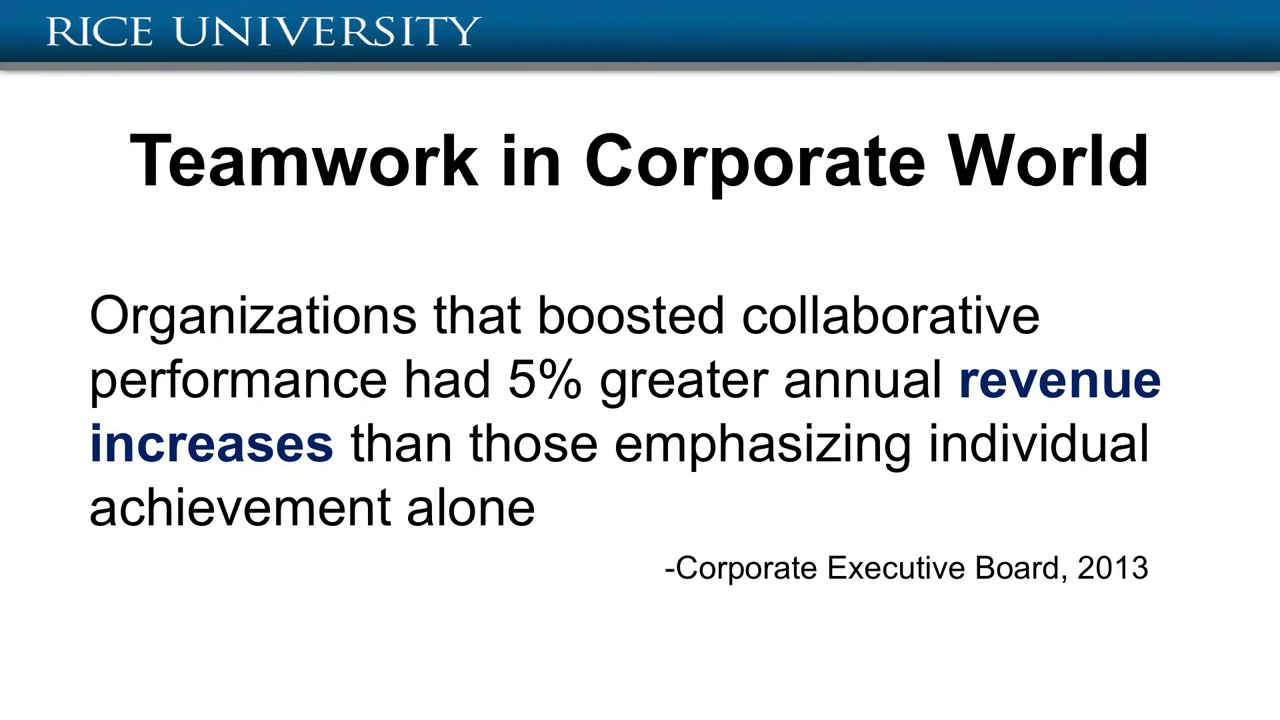 RICE UNIVERSITY
Teamwork in Corporate World
Organizations that boosted collaborative
performance had 5% greater annual revenue
increases than those emphasizing individual
achievement alone
-Corporate Executive Board, 2013